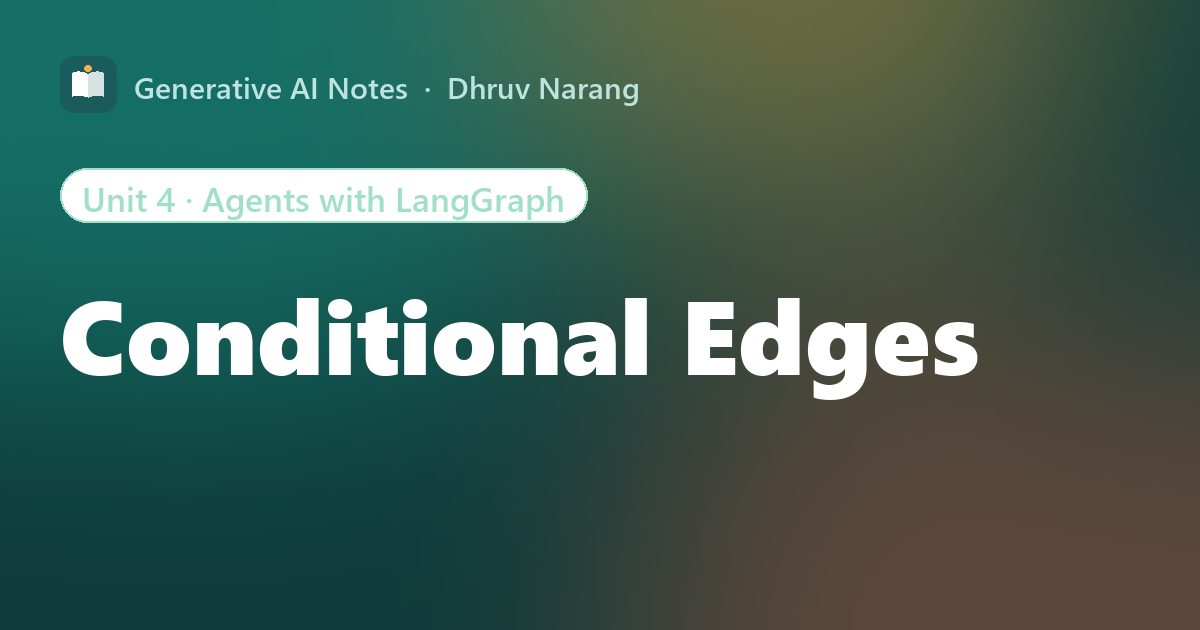 Generative AI Notes · Dhruv Narang
Unit 4 · Agents with LangGraph
Conditional Edges